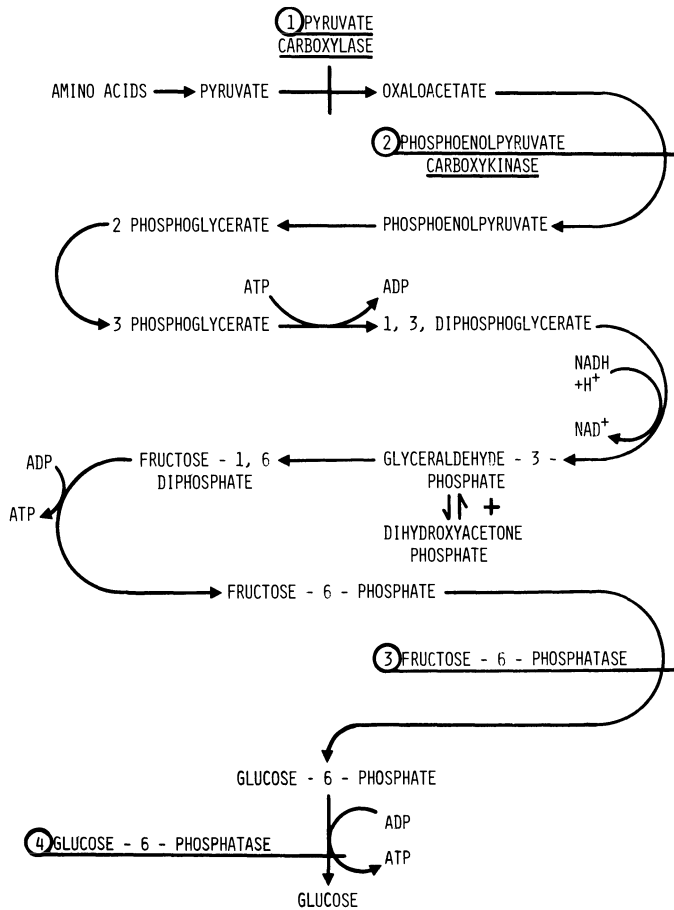 1 PYRUVATE
CARBOXYLASE
AMINO ACIDS PYRUVATE OXALOACETATE
2 PHOSPHOENOLPYRUVATE
CARBOXYKINASE
2 PHOSPHOGLYCERATE PHOSPHOENOLPYRUVATE
ATP ADP
3 PHOSPHOGLYCERATE 1, 3, DIPHOSPHOGLYCERATE
NADH
+H+
NAD+
ADP FRUCTOSE - 1, 6 GLYCERALDEHYDE - 3 -
DIPHOSPHATE PHOSPHATE
ATP +
DIHYDROXYACETONE
PHOSPHATE
FRUCTOSE - 6 - PHOSPHATE
3 FRUCTOSE - 6 - PHOSPHATASE
GLUCOSE - 6 - PHOSPHATE
ADP
4 GLUCOSE - 6 - PHOSPHATASE
ATP
GLUCOSE